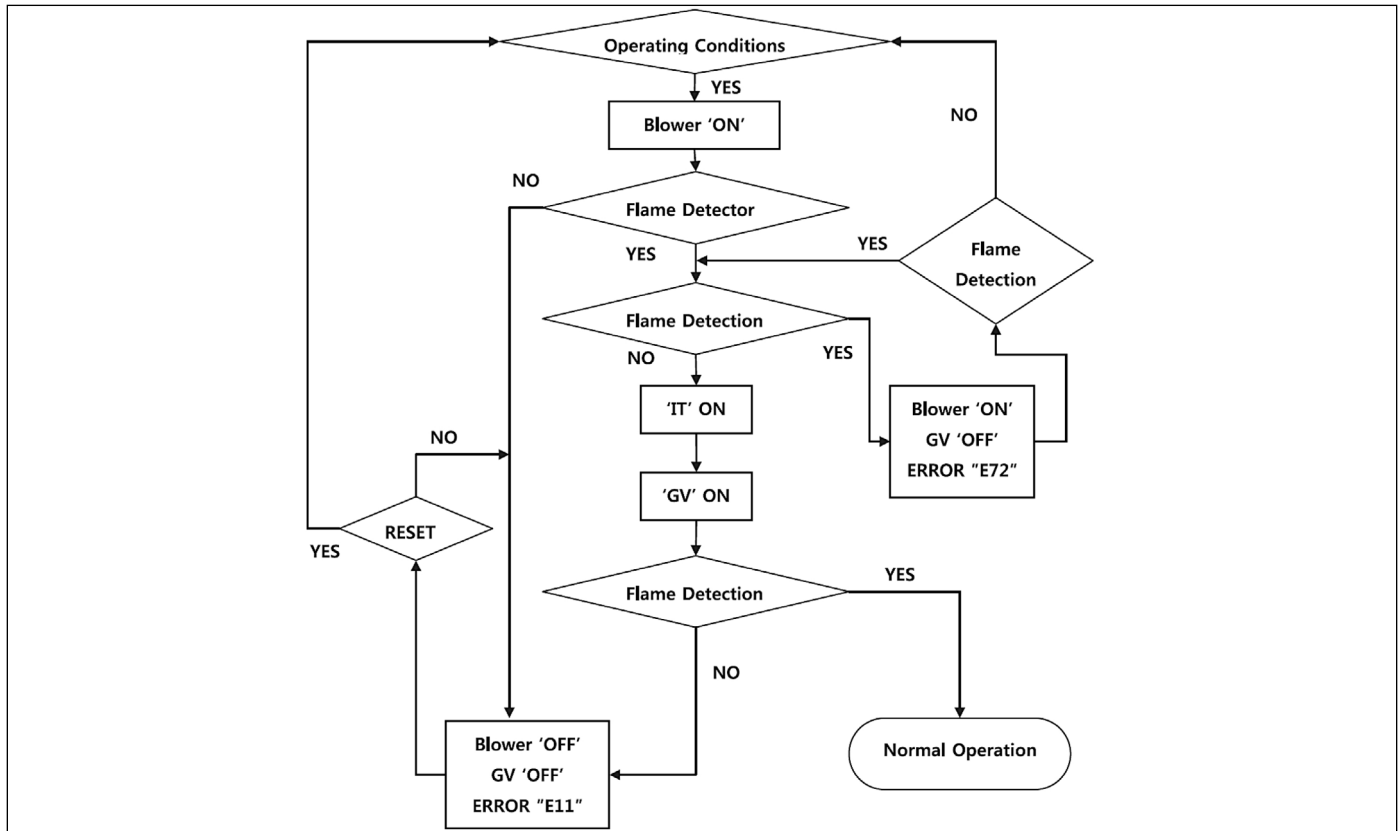 Operating Conditions
YES
Blower 'ON'
NO
NO
Flame Detector
YES
YES
Flame
Detection
Flame Detection
NO
YES
'IT' ON
Blower 'ON'
GV 'OFF'
ERROR "E72"
NO
'GV' ON
RESET
YES
Flame Detection
YES
NO
Blower 'OFF'
GV 'OFF'
ERROR "E11"
Normal Operation